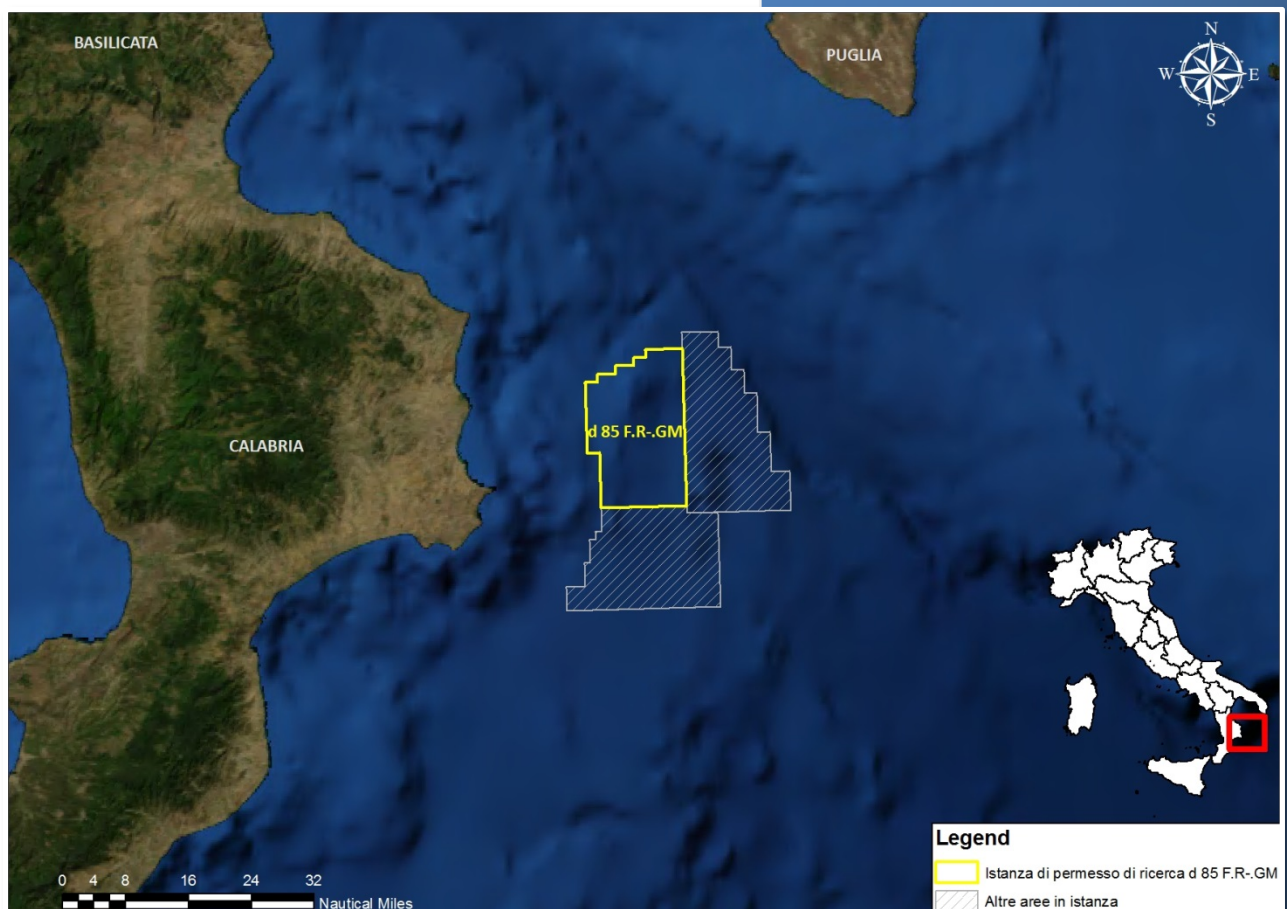 BASILICATA
PUGLIA
N
W E
S
d 85 F.R-.GM
CALABRIA
0 4 8 16 24 32
Nautical Miles
Legend
Istanza di permesso di ricerca d 85 F.R-.GM
Altre aree in istanza